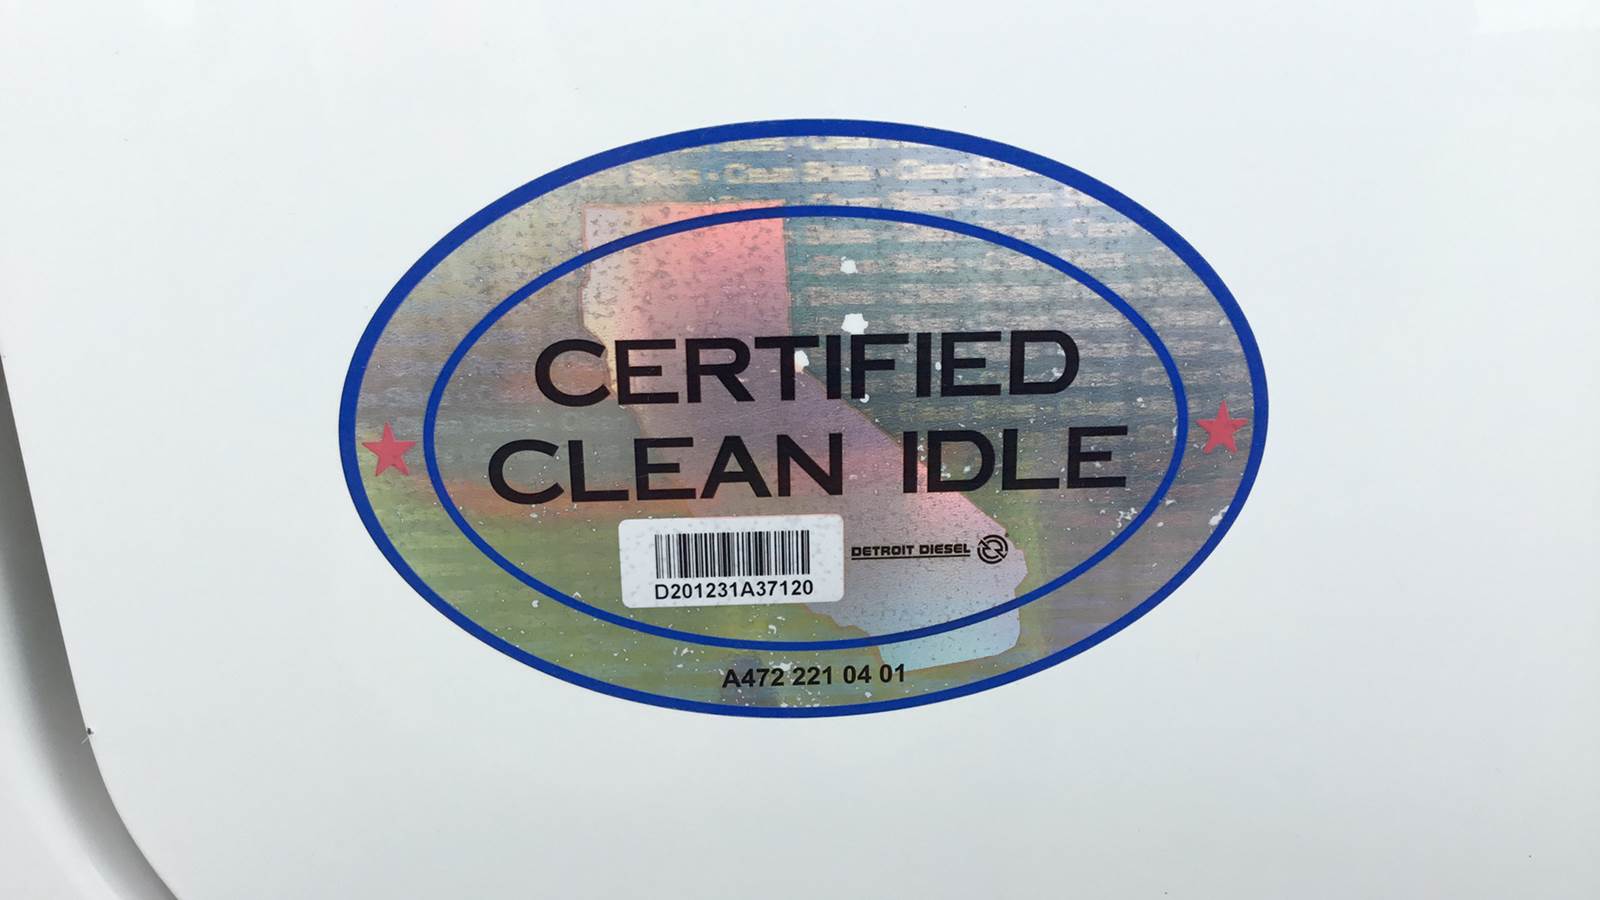 CERTIFIED
CLEAN IDLE
DETROIT DIESEL
D201231A37120
A472 221 04 01